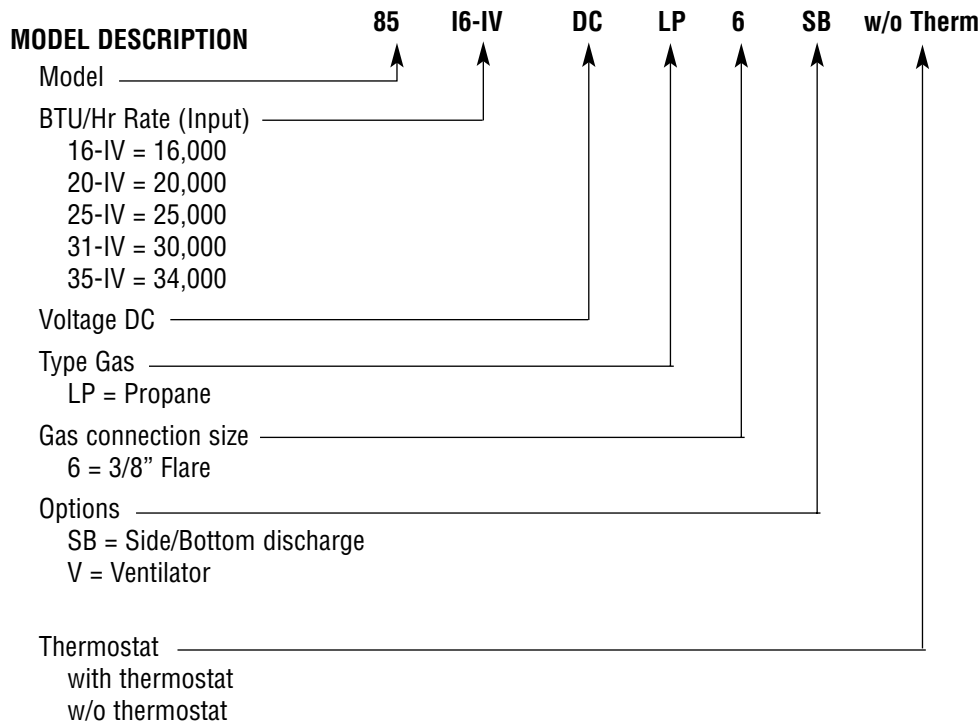 85 I6-IV DC LP 6 SB w/o Therm
MODEL DESCRIPTION
Model
BTU/Hr Rate (Input)
16-IV = 16,000
20-IV = 20,000
25-IV = 25,000
31-IV = 30,000
35-IV = 34,000
Voltage DC
Type Gas
LP = Propane
Gas connection size
6 = 3/8” Flare
Options
SB = Side/Bottom discharge
V = Ventilator
Thermostat
with thermostat
w/o thermostat